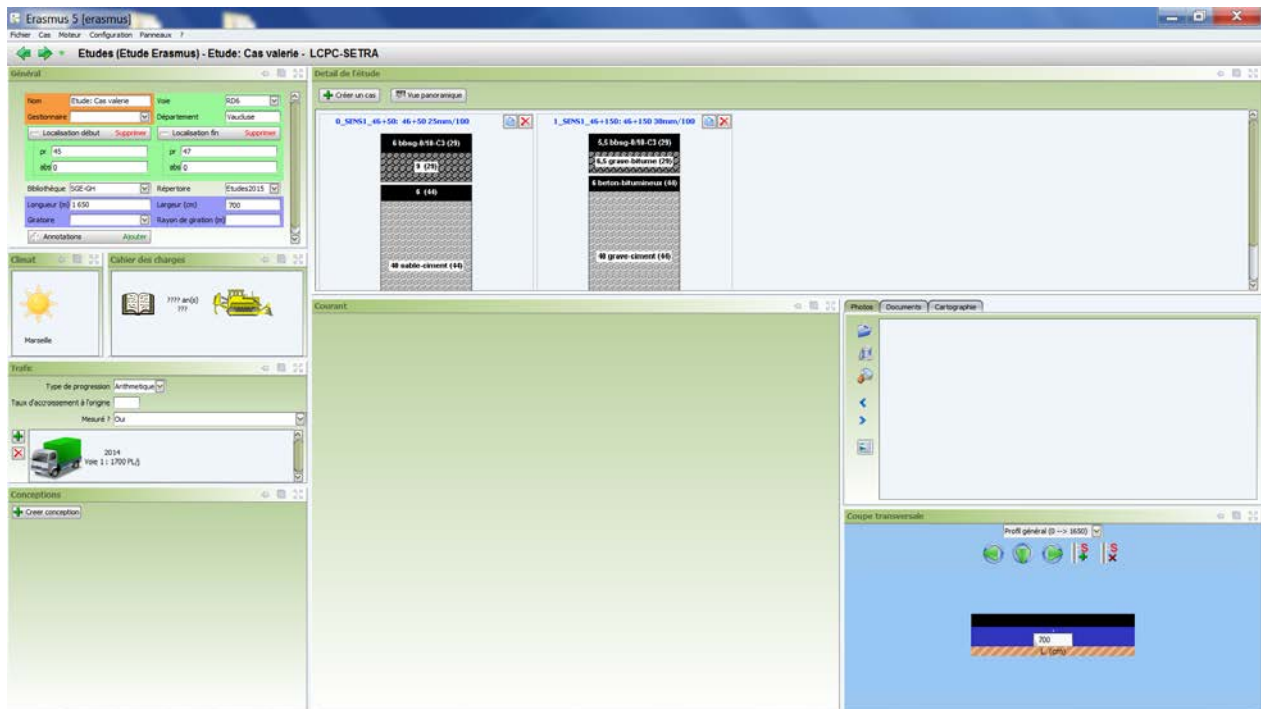 Erasmus 5 [erasmus]
Fichier Cas Moteur Configuration Panneaux ?
Etudes (Etude Erasmus) - Etude: Cas valerie - LCPC-SETRA
Général
Nom Etude: Cas valerie Voie RD6
Gestionnaire Département Vaucluse
Localisation début Supprimer Localisation fin Supprimer
pr 45 pr 47
abs 0 abs 0
Bibliothèque SGE-GH Répertoire Etudes2015
Longueur (m) 1 650 Largeur (cm) 700
Giratoire Rayon de giration (m)
Annotations Ajouter
Climat
Marseille
Cahier des charges
???? an(s)
???
Trafic
Type de progression Arithmetique
Taux d'accroissement à l'origine
Mesuré ? Oui
2014
Voie 1 : 1700 PL/j
Conceptions
Creer conception
Detail de l'étude
Créer un cas Vue panoramique
0_SENS1_46+50: 46+50 25mm/100
6 bbsg-0/10-C3 (29)
9 (29)
6 (44)
40 sable-ciment (44)
1_SENS1_46+150: 46+150 30mm/100
5,5 bbsg-0/10-C3 (29)
6,5 grave-bitume (29)
6 beton-bitumineux (44)
40 grave-ciment (44)
Courant
Photos Documents Cartographie
Coupe transversale
Profil général (0 --> 1650)
S S
700
L (cm)